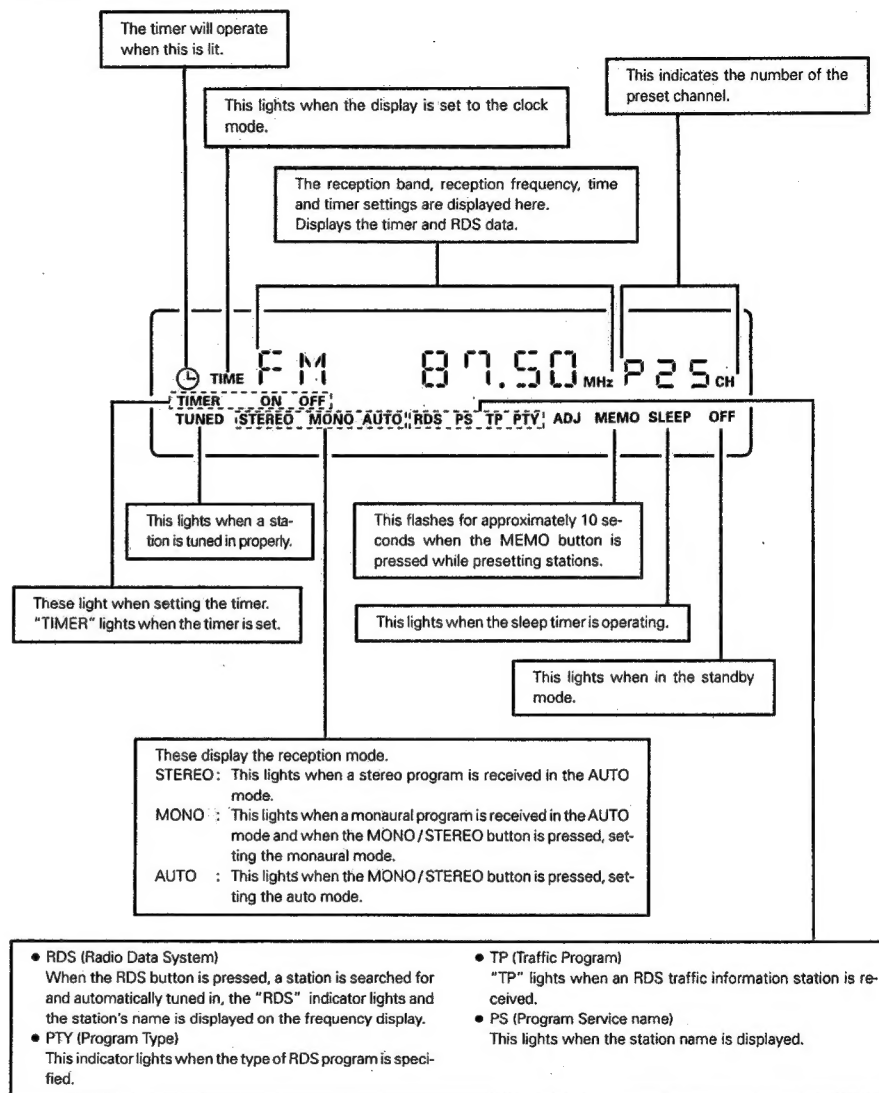 The timer will operate
when this is lit.
This indicates the number of the
preset channel.
This lights when the display is set to the clock
mode.
The reception band, reception frequency, time
and timer settings are displayed here.
Displays the timer and RDS data.
TIME FM 87.50 MHz P25 CH
TIMER ON OFF
TUNED STEREO MONO AUTO RDS PS TP PTY ADJ MEMO SLEEP OFF
This lights when a sta-
tion is tuned in properly.
This flashes for approximately 10 se-
conds when the MEMO button is
pressed while presetting stations.
These light when setting the timer.
"TIMER" lights when the timer is set.
This lights when the sleep timer is operating.
This lights when in the standby
mode.
These display the reception mode.
STEREO: This lights when a stereo program is received in the AUTO
mode.
MONO : This lights when a monaural program is received in the AUTO
mode and when the MONO/STEREO button is pressed, set-
ting the monaural mode.
AUTO : This lights when the MONO/STEREO button is pressed, set-
ting the auto mode.
• RDS (Radio Data System)
When the RDS button is pressed, a station is searched for
and automatically tuned in, the "RDS" indicator lights and
the station's name is displayed on the frequency display.
• PTY (Program Type)
This indicator lights when the type of RDS program is speci-
fied.
• TP (Traffic Program)
"TP" lights when an RDS traffic information station is re-
ceived.
• PS (Program Service name)
This lights when the station name is displayed.